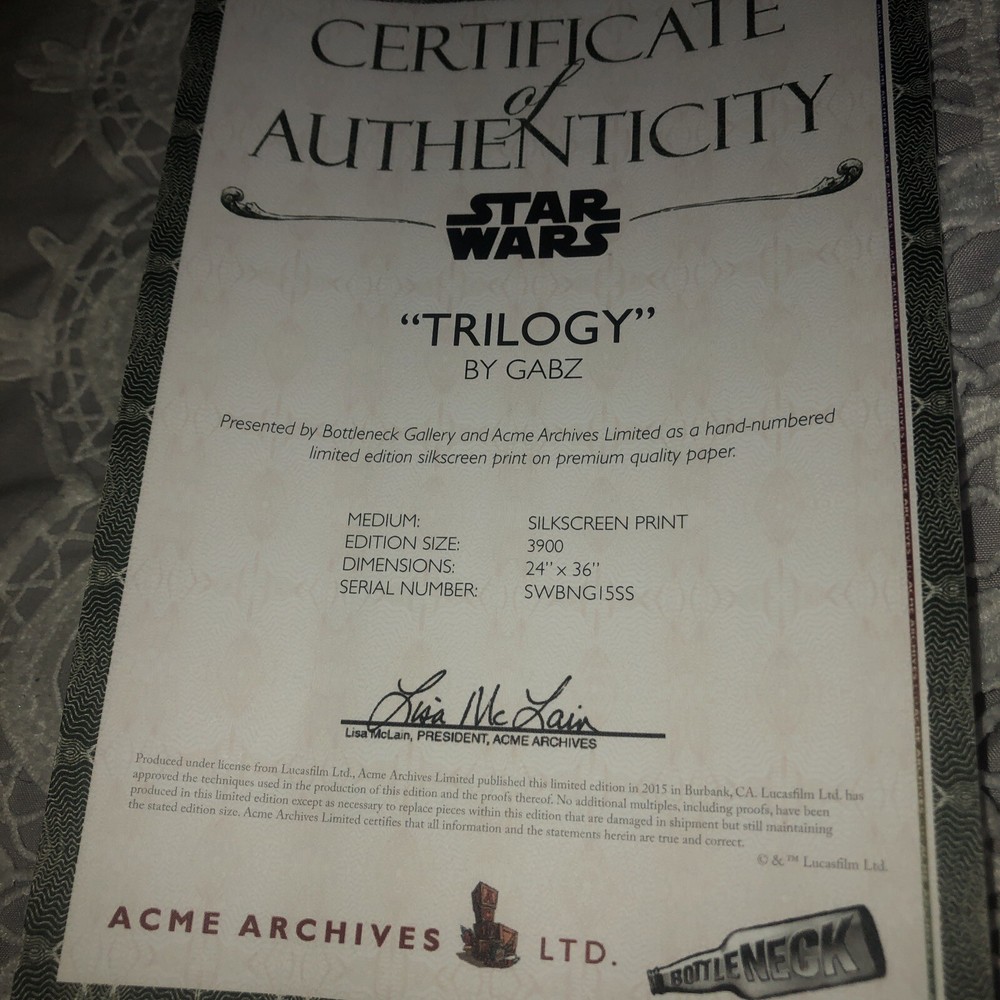 CERTIFICATE
of
AUTHENTICITY
STAR
WARS
“TRILOGY”
BY GABZ
Presented by Bottleneck Gallery and Acme Archives Limited as a hand-numbered
limited edition silkscreen print on premium quality paper.
MEDIUM: SILKSCREEN PRINT
EDITION SIZE: 3900
DIMENSIONS: 24" x 36"
SERIAL NUMBER: SWBNG15SS
Lisa McLain
Lisa McLain, PRESIDENT, ACME ARCHIVES
Produced under license from Lucasfilm Ltd., Acme Archives Limited published this limited edition in 2015 in Burbank, CA. Lucasfilm Ltd. has
approved the techniques used in the production of this edition and the proofs thereof. No additional multiples, including proofs, have been
produced in this limited edition except as necessary to replace pieces within this edition that are damaged in shipment but still maintaining
the stated edition size. Acme Archives Limited certifies that all information and the statements herein are true and correct.
© & ™ Lucasfilm Ltd.
ACME ARCHIVES LTD.
BOTTLENECK